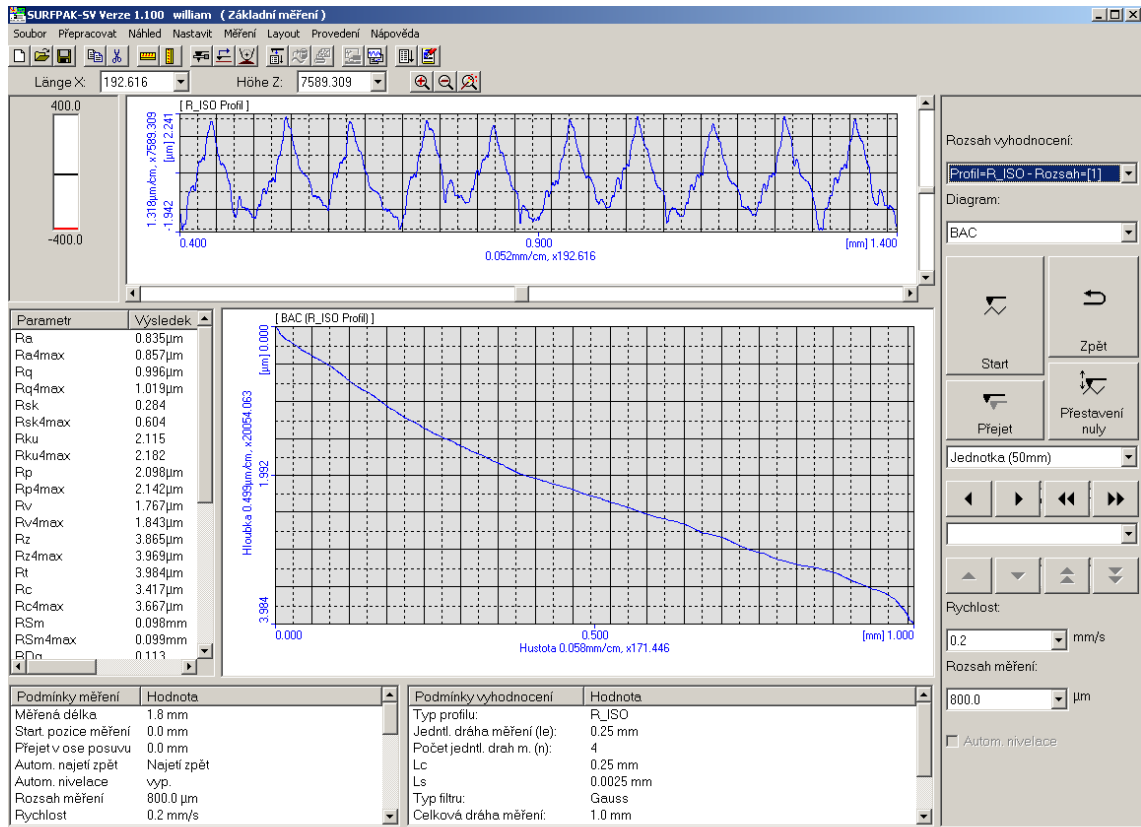 SURFPAK-SV Verze 1.100 william ( Základní měření )
Soubor Přepracovat Náhled Nastavit Měření Layout Provedení Nápověda
Länge X: 192.616 Höhe Z: 7589.309
400.0
-400.0
[ R_ISO Profil ]
1.318µm/cm, x7589.309
[µm] 2.241
-1.942
0.400 0.900 [mm] 1.400
0.052mm/cm, x192.616
Rozsah vyhodnocení:
Profil=R_ISO - Rozsah=[1]
Diagram:
BAC
Start
Zpět
Přejet
Přestavení nuly
Jednotka (50mm)
Rychlost:
0.2 mm/s
Rozsah měření:
800.0 µm
Autom. nivelace
Parametr Výsledek
Ra 0.835µm
Ra4max 0.857µm
Rq 0.996µm
Rq4max 1.019µm
Rsk 0.284
Rsk4max 0.604
Rku 2.115
Rku4max 2.182
Rp 2.098µm
Rp4max 2.142µm
Rv 1.767µm
Rv4max 1.843µm
Rz 3.865µm
Rz4max 3.969µm
Rt 3.984µm
Rc 3.417µm
Rc4max 3.667µm
RSm 0.098mm
RSm4max 0.099mm
RDq 0.113
[ BAC (R_ISO Profil) ]
[µm] 0.000
Hloubka 0.499µm/cm, x20054.063
1.992
3.984
0.000 0.500 [mm] 1.000
Hustota 0.058mm/cm, x171.446
Podmínky měření Hodnota
Měřená délka 1.8 mm
Start. pozice měření 0.0 mm
Přejet v ose posuvu 0.0 mm
Autom. najetí zpět Najetí zpět
Autom. nivelace vyp.
Rozsah měření 800.0 µm
Rychlost 0.2 mm/s
Podmínky vyhodnocení Hodnota
Typ profilu: R_ISO
Jedntl. dráha měření (le): 0.25 mm
Počet jedntl. drah m. (n) 4
Lc 0.25 mm
Ls 0.0025 mm
Typ filtru: Gauss
Celková dráha měření: 1.0 mm